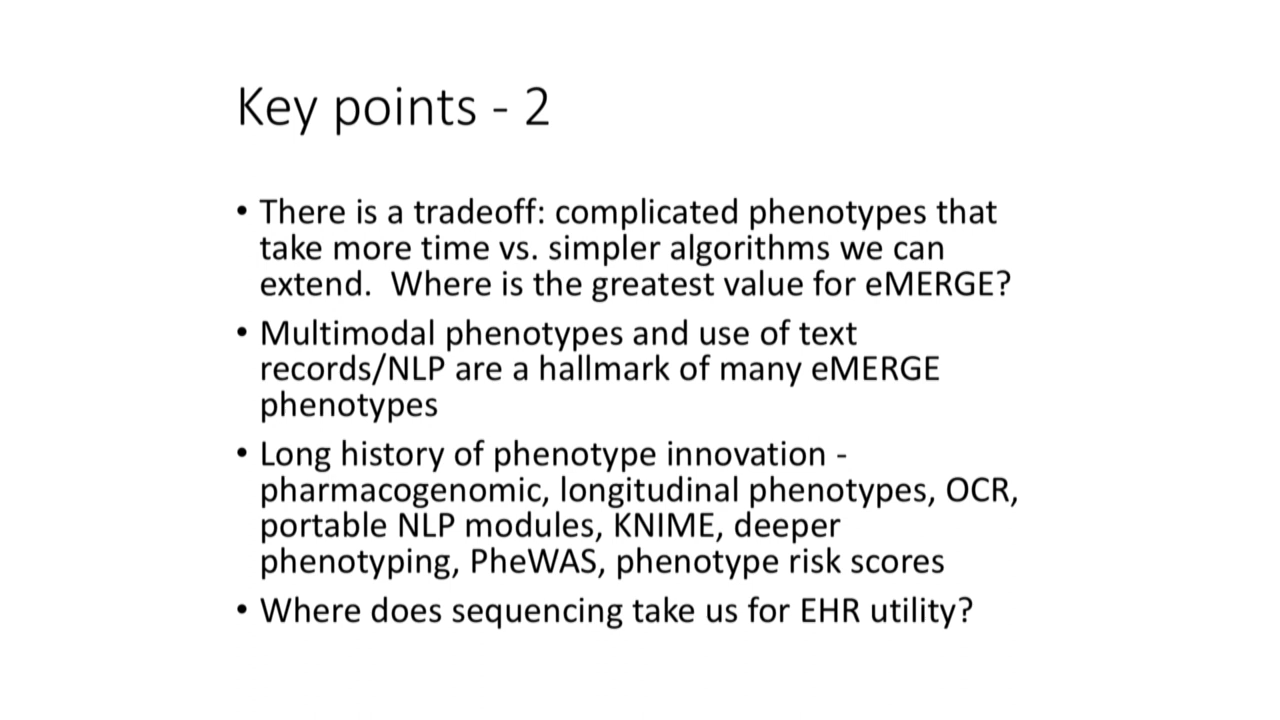 Key points - 2
• There is a tradeoff: complicated phenotypes that
take more time vs. simpler algorithms we can
extend.  Where is the greatest value for eMERGE?
• Multimodal phenotypes and use of text
records/NLP are a hallmark of many eMERGE
phenotypes
• Long history of phenotype innovation -
pharmacogenomic, longitudinal phenotypes, OCR,
portable NLP modules, KNIME, deeper
phenotyping, PheWAS, phenotype risk scores
• Where does sequencing take us for EHR utility?